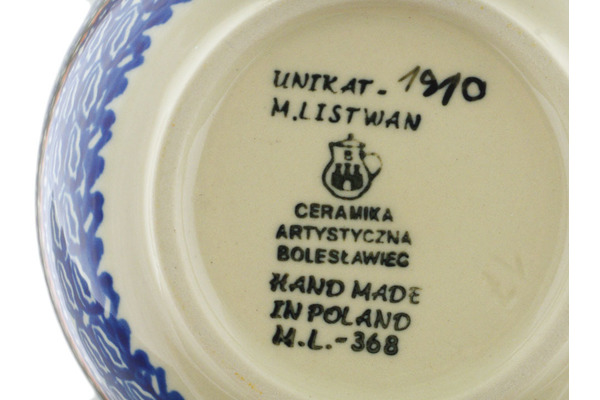 UNIKAT - 1910
M. LISTWAN
B
CERAMIKA
ARTYSTYCZNA
BOLESŁAWIEC
HAND MADE
IN POLAND
M.L.-368